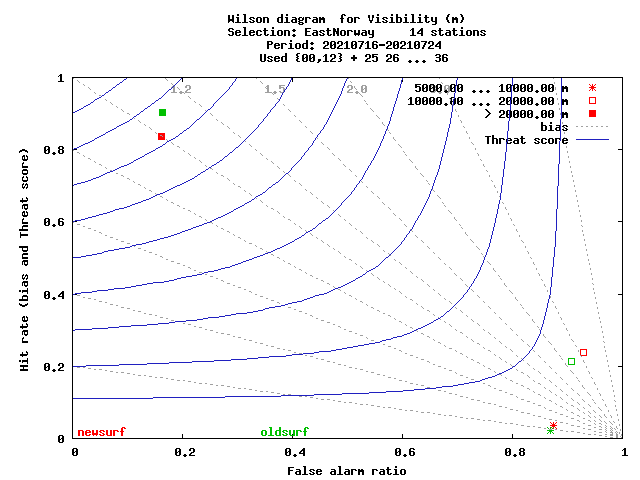 Wilson diagram  for Visibility (m)
Selection: EastNorway     14 stations
Period: 20210716-20210724
Used {00,12} + 25 26 ... 36
1 1.2 1.5 2.0
5000.00 ... 10000.00 m
10000.00 ... 20000.00 m
> 20000.00 m
bias
Threat score
0.8
0.6
0.4
0.2
0
Hit rate (bias and Threat score)
newsurf oldsurf
0 0.2 0.4 0.6 0.8 1
False alarm ratio